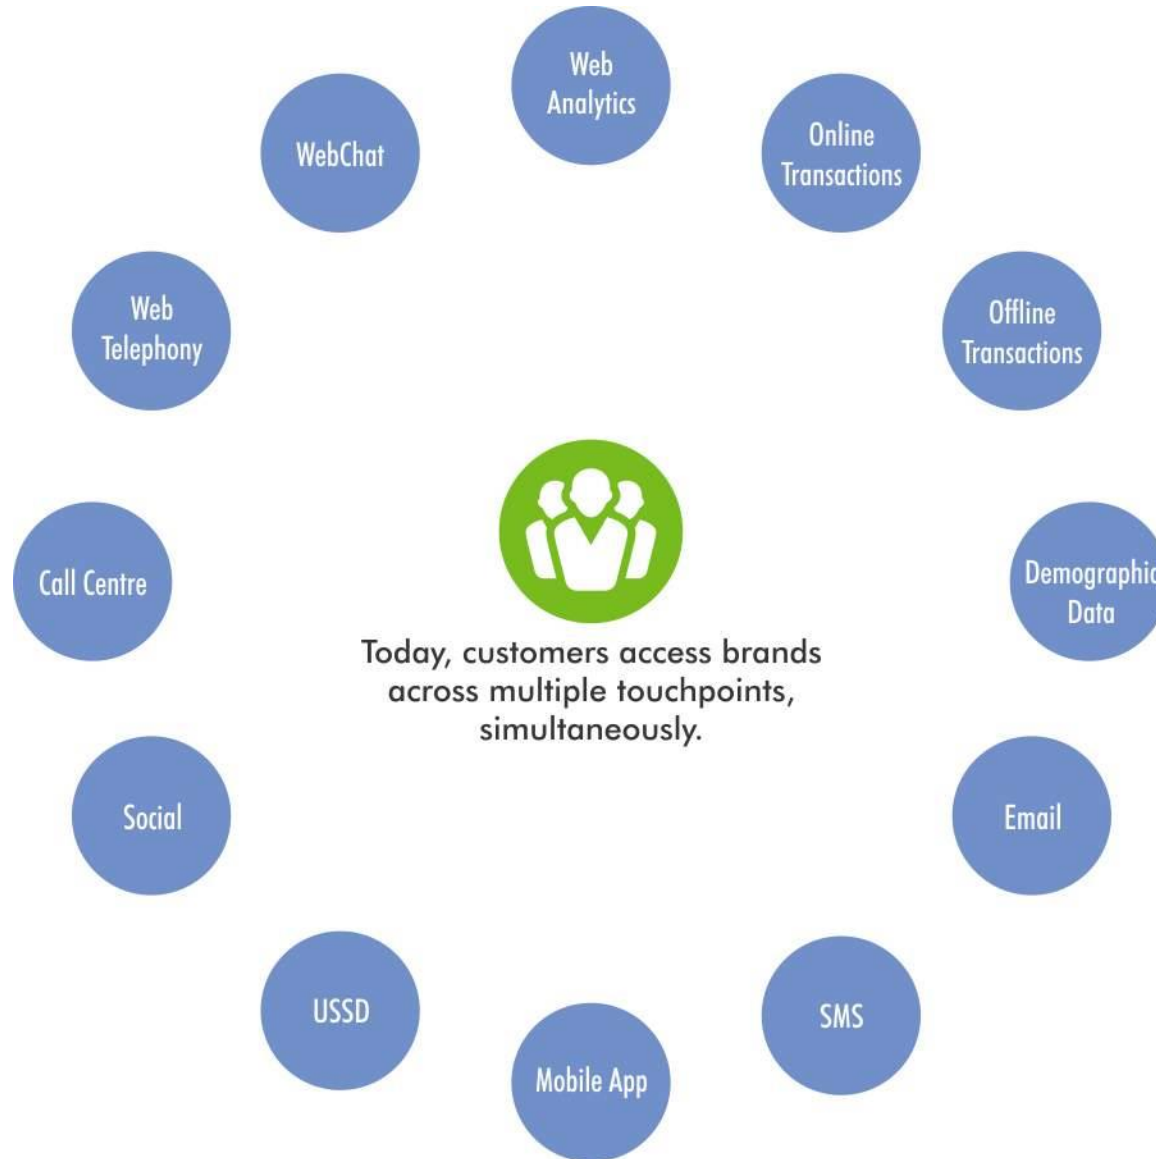 Web
Analytics
Online
Transactions
Offline
Transactions
Demographic
Data
Email
SMS
Mobile App
USSD
Social
Call Centre
Web
Telephony
WebChat
Today, customers access brands
across multiple touchpoints,
simultaneously.